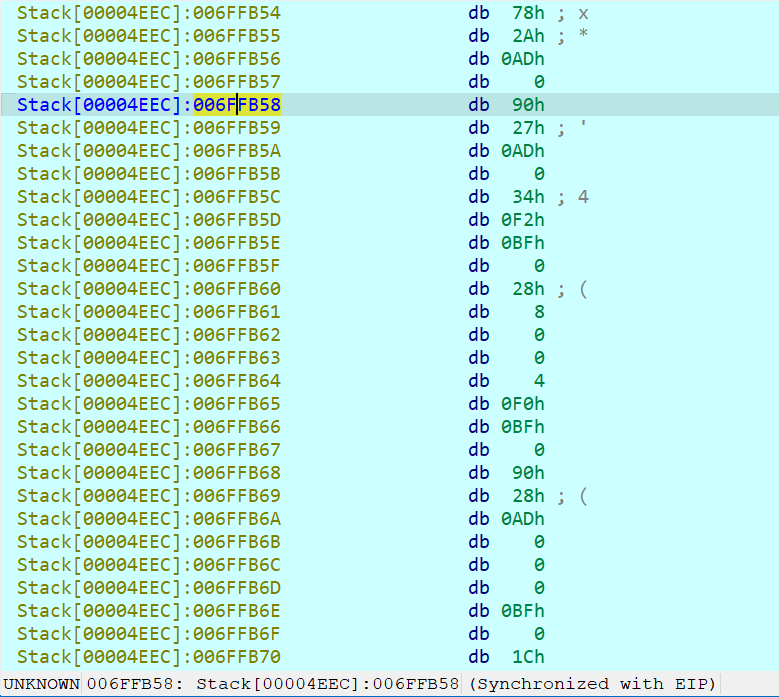 Stack[00004EEC]:006FFB54 db 78h ; x
Stack[00004EEC]:006FFB55 db 2Ah ; *
Stack[00004EEC]:006FFB56 db 0ADh
Stack[00004EEC]:006FFB57 db 0
Stack[00004EEC]:006FFB58 db 90h
Stack[00004EEC]:006FFB59 db 27h ; '
Stack[00004EEC]:006FFB5A db 0ADh
Stack[00004EEC]:006FFB5B db 0
Stack[00004EEC]:006FFB5C db 34h ; 4
Stack[00004EEC]:006FFB5D db 0F2h
Stack[00004EEC]:006FFB5E db 0BFh
Stack[00004EEC]:006FFB5F db 0
Stack[00004EEC]:006FFB60 db 28h ; (
Stack[00004EEC]:006FFB61 db 8
Stack[00004EEC]:006FFB62 db 0
Stack[00004EEC]:006FFB63 db 0
Stack[00004EEC]:006FFB64 db 4
Stack[00004EEC]:006FFB65 db 0F0h
Stack[00004EEC]:006FFB66 db 0BFh
Stack[00004EEC]:006FFB67 db 0
Stack[00004EEC]:006FFB68 db 90h
Stack[00004EEC]:006FFB69 db 28h ; (
Stack[00004EEC]:006FFB6A db 0ADh
Stack[00004EEC]:006FFB6B db 0
Stack[00004EEC]:006FFB6C db 0
Stack[00004EEC]:006FFB6D db 0
Stack[00004EEC]:006FFB6E db 0BFh
Stack[00004EEC]:006FFB6F db 0
Stack[00004EEC]:006FFB70 db 1Ch
UNKNOWN 006FFB58: Stack[00004EEC]:006FFB58 (Synchronized with EIP)